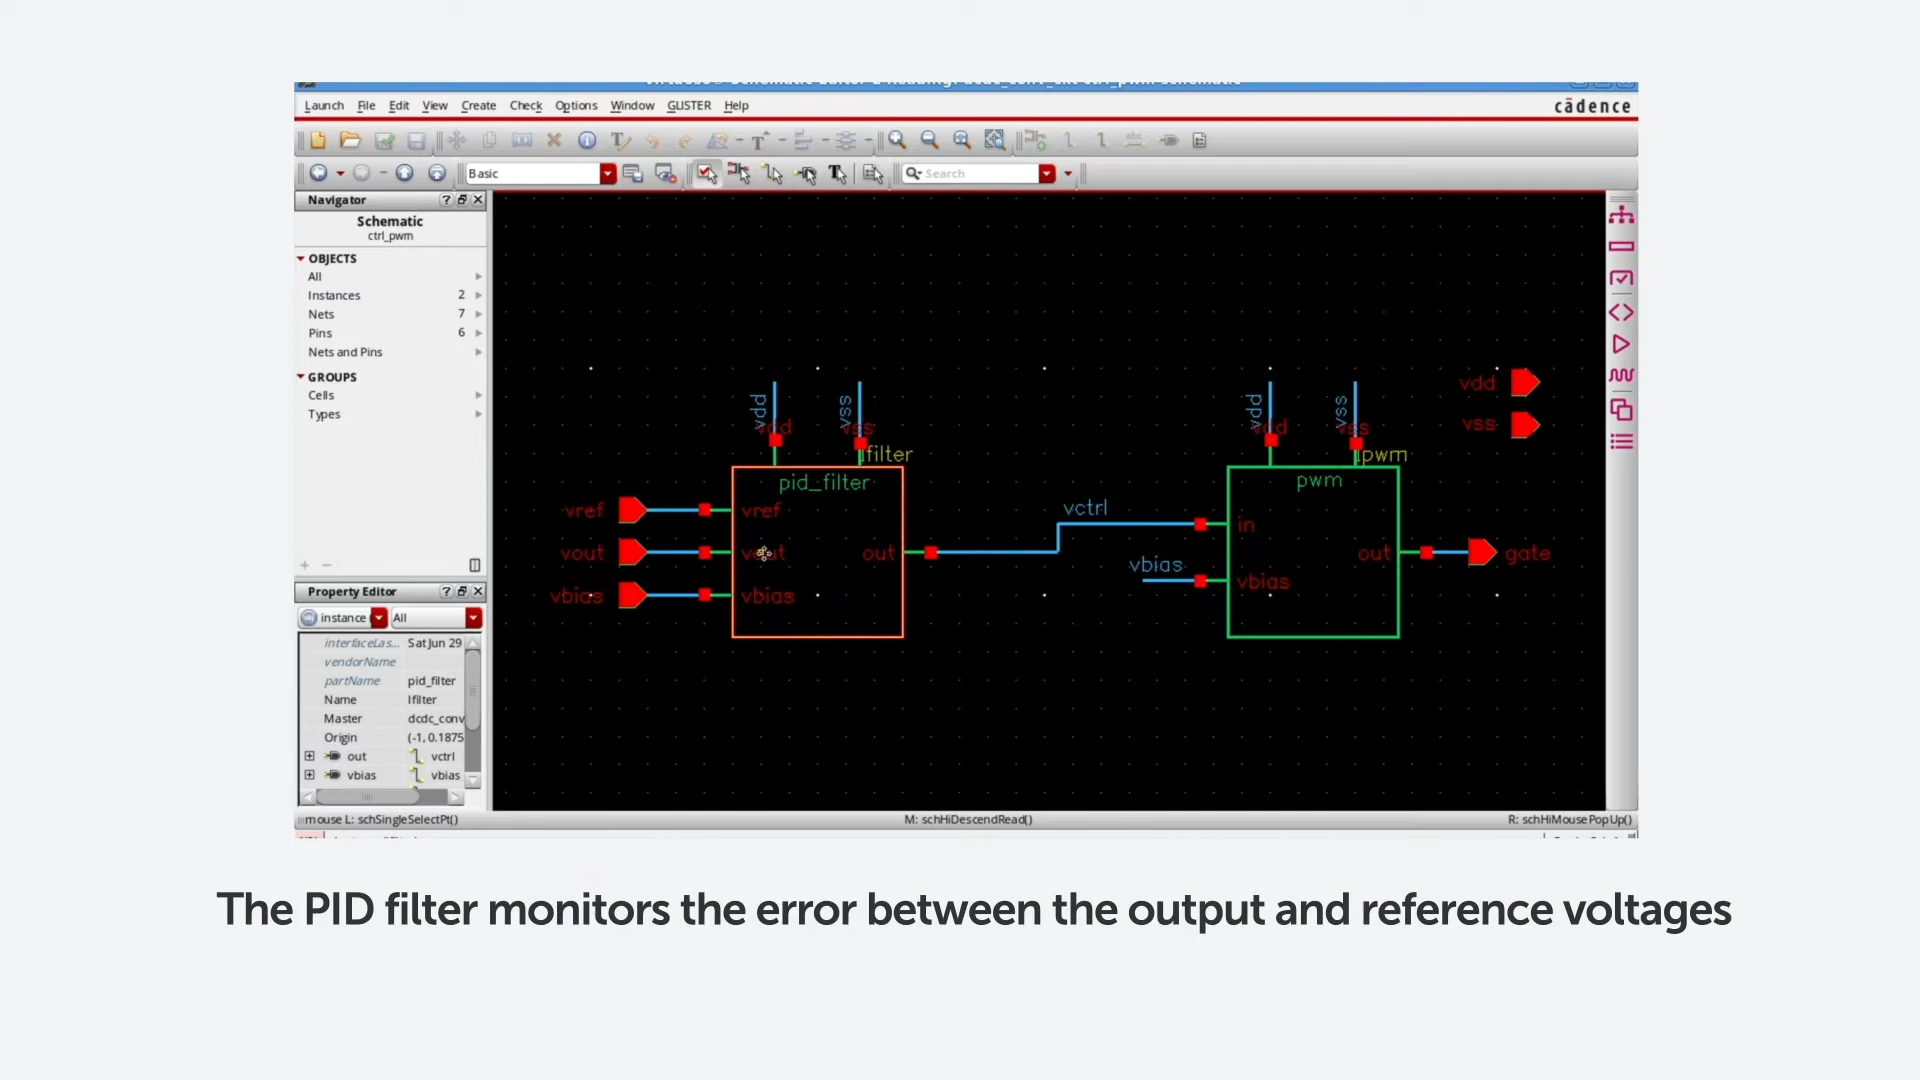 Launch File Edit View Create Check Options Window GLISTER Help
cādence
Basic
Search
Navigator
Schematic
ctrl_pwm
OBJECTS
All
Instances 2
Nets 7
Pins 6
Nets and Pins
GROUPS
Cells
Types
Property Editor
instance All
interfaceLas... Sat Jun 29
vendorName
partName pid_filter
Name Ifilter
Master dcdc_conv
Origin (-1, 0.1875
out vctrl
vbias vbias
vdd vss
vdd vss
Ifilter
pid_filter
vref vref
vout vout out
vbias vbias
vctrl
vbias
vdd vss
vdd vss
Ipwm
pwm
in
vbias
out gate
vdd
vss
mouse L: schSingleSelectPt() M: schHiDescendRead() R: schHiMousePopUp()
The PID filter monitors the error between the output and reference voltages